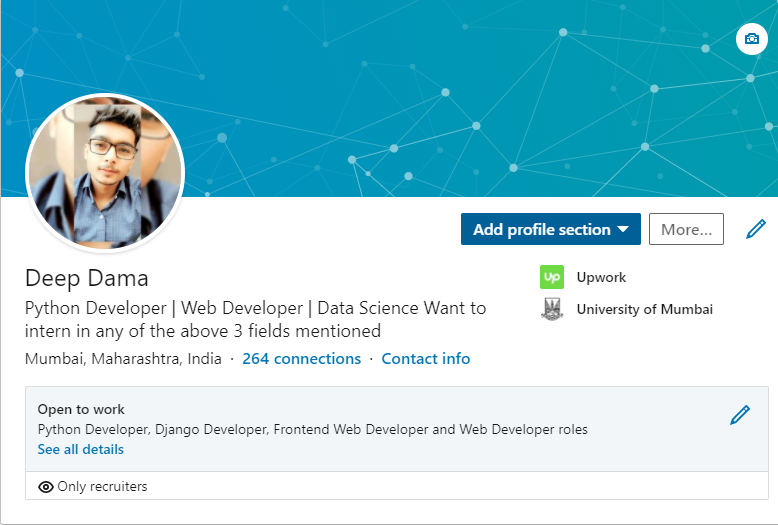 Add profile section
More...
Deep Dama
Up
Upwork
Python Developer | Web Developer | Data Science Want to
intern in any of the above 3 fields mentioned
University of Mumbai
Mumbai, Maharashtra, India · 264 connections · Contact info
Open to work
Python Developer, Django Developer, Frontend Web Developer and Web Developer roles
See all details
Only recruiters